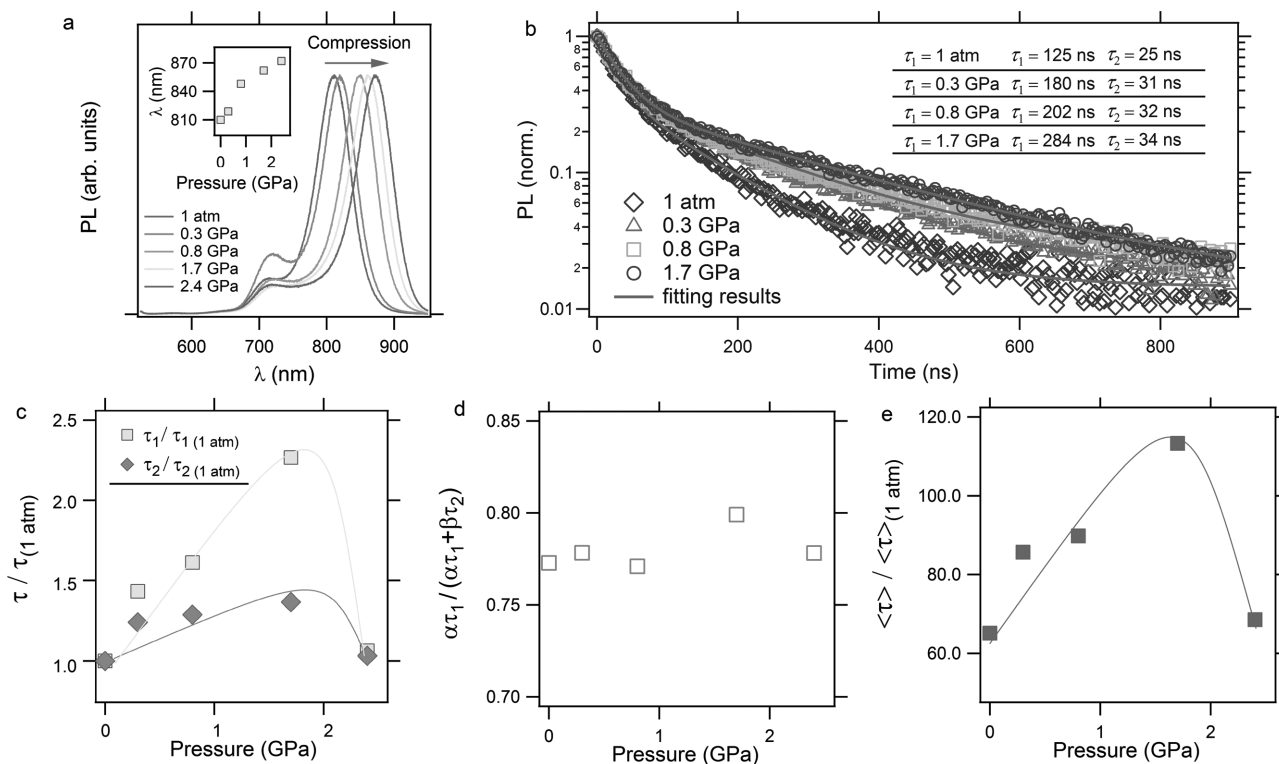 a
Compression
870
840
810
λ (nm)
0
1
2
Pressure (GPa)
PL (arb. units)
1 atm
0.3 GPa
0.8 GPa
1.7 GPa
2.4 GPa
600
700
800
900
λ (nm)
b
τ1 = 1 atm τ1 = 125 ns τ2 = 25 ns
τ1 = 0.3 GPa τ1 = 180 ns τ2 = 31 ns
τ1 = 0.8 GPa τ1 = 202 ns τ2 = 32 ns
τ1 = 1.7 GPa τ1 = 284 ns τ2 = 34 ns
PL (norm.)
1
8
6
4
2
0.1
8
6
4
2
0.01
1 atm
0.3 GPa
0.8 GPa
1.7 GPa
fitting results
0
200
400
600
800
Time (ns)
c
τ1/ τ1 (1 atm)
τ2/ τ2 (1 atm)
τ / τ(1 atm)
2.5
2.0
1.5
1.0
0
1
2
Pressure (GPa)
d
ατ1/ (ατ1+βτ2)
0.85
0.80
0.75
0.70
0
1
2
Pressure (GPa)
e
<τ> / <τ>(1 atm)
120.0
100.0
80.0
60.0
0
1
2
Pressure (GPa)